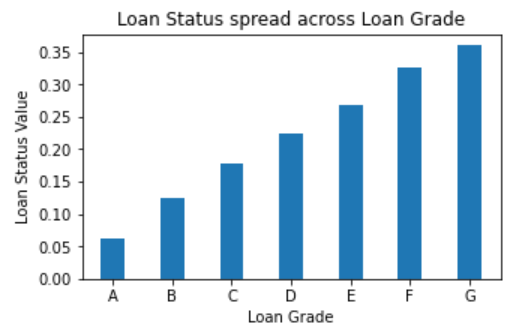 Loan Status spread across Loan Grade
Loan Status Value
0.35
0.30
0.25
0.20
0.15
0.10
0.05
0.00
A B C D E F G
Loan Grade